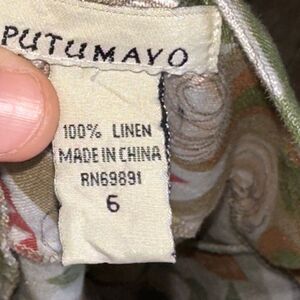 PUTUMAYO
100% LINEN
MADE IN CHINA
RN69891
6